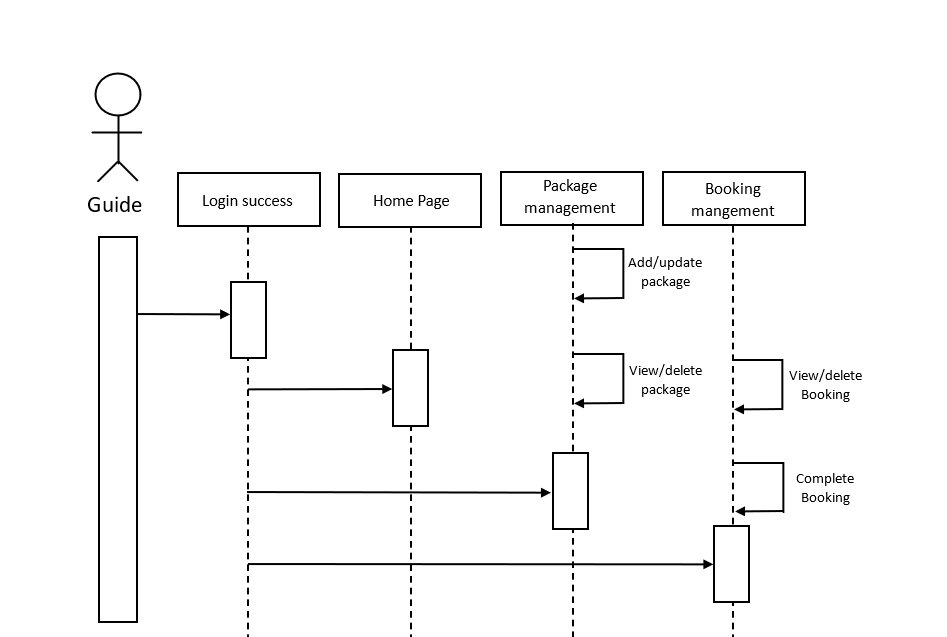 Guide
Login success
Home Page
Package
management
Booking
mangement
Add/update
package
View/delete
package
View/delete
Booking
Complete
Booking